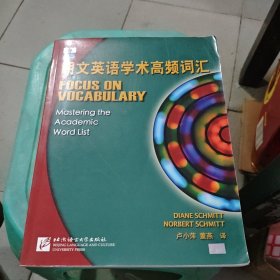 文英语学术高频词汇
FOCUS ON
VOCABULARY
Mastering the
Academic
Word List
DIANE SCHMITT
NORBERT SCHMITT
卢小萍 董燕 译
北京语言大学出版社
BEIJING LANGUAGE AND CULTURE
UNIVERSITY PRESS